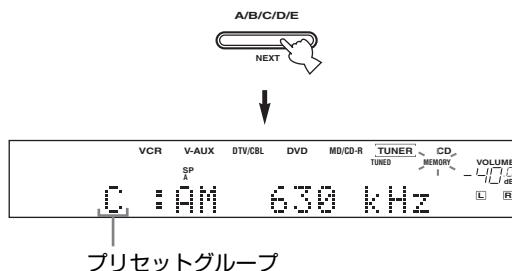 A/B/C/D/E
NEXT
VCR V-AUX DTV/CBL DVD MD/CD-R TUNER CD
TUNED MEMORY VOLUME
SP
A
dB
L R
C : AM 630 kHz
プリセットグループ